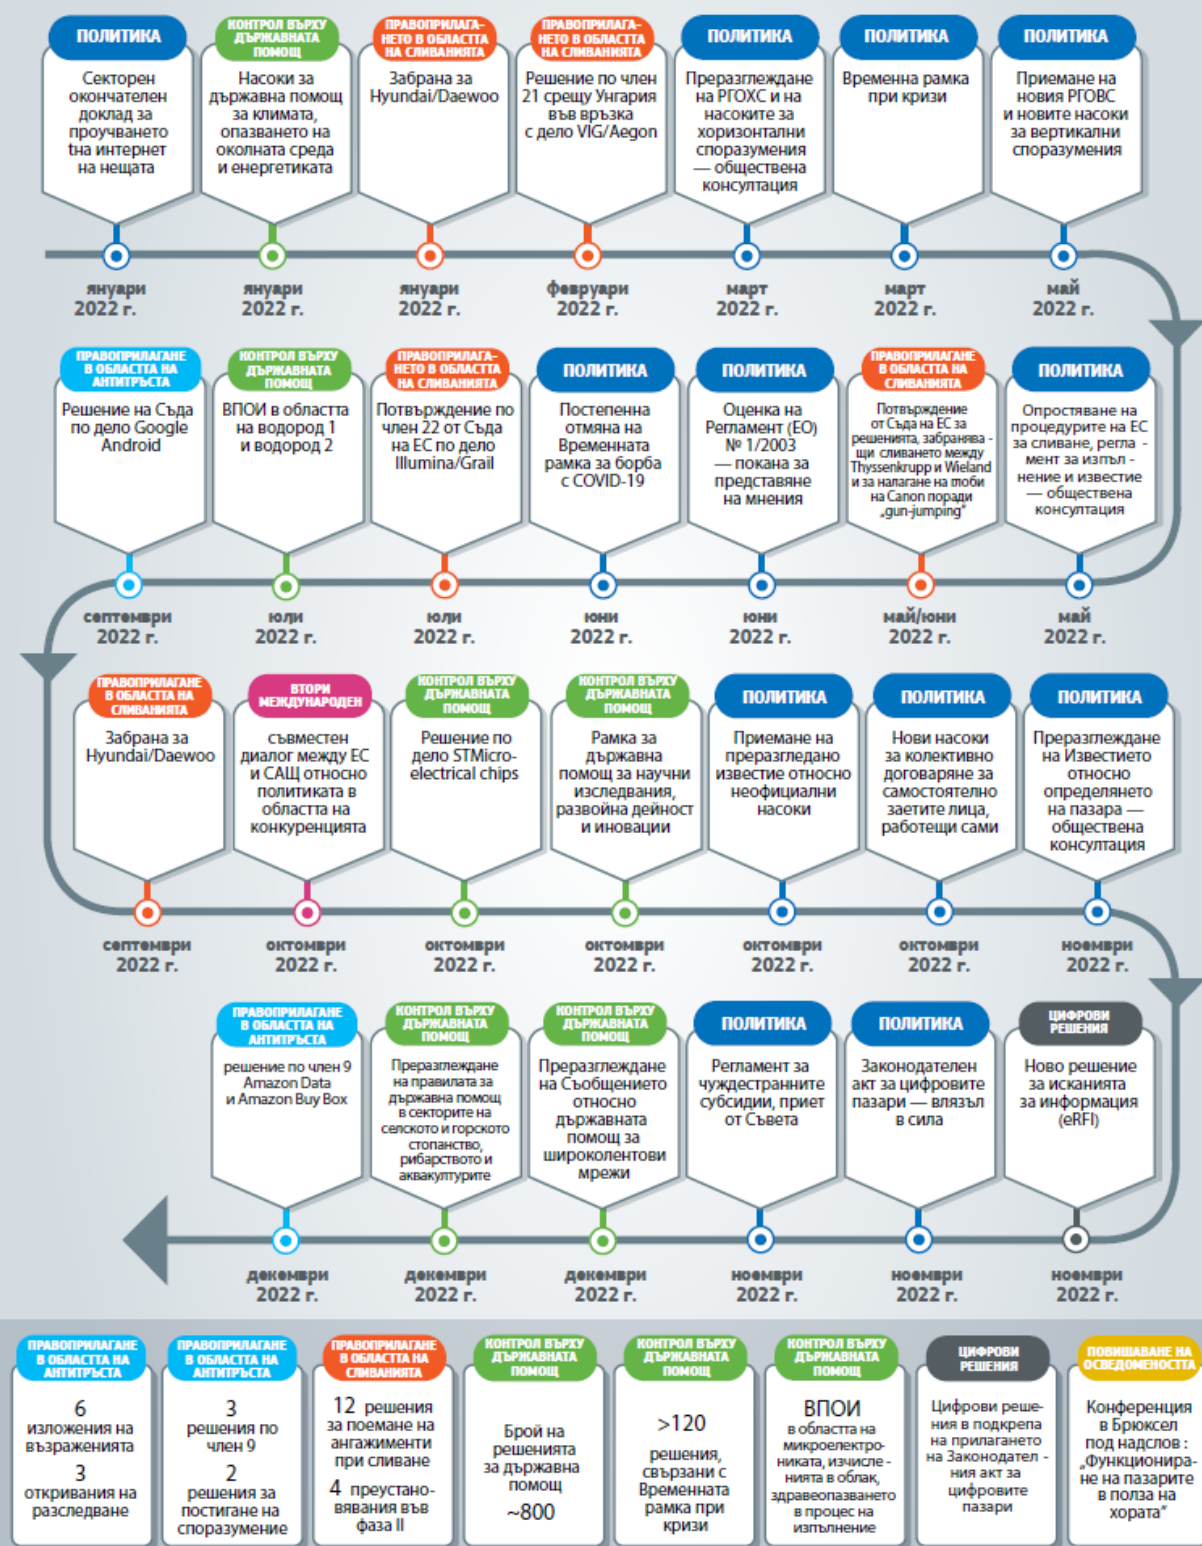 ПОЛИТИКА
Секторен
окончателен
доклад за
проучването
tна интернет
на нещата
януари
2022 г.
КОНТРОЛ ВЪРХУ
ДЪРЖАВНАТА
ПОМОЩ
Насоки за
държавна помощ
за климата,
опазването на
околната среда
и енергетиката
януари
2022 г.
ПРАВОПРИЛАГА-
НЕТО В ОБЛАСТТА
НА СЛИВАНИЯТА
Забрана за
Hyundai/Daewoo
януари
2022 г.
ПРАВОПРИЛАГА-
НЕТО В ОБЛАСТТА
НА СЛИВАНИЯТА
Решение по член
21 срещу Унгария
във връзка
с дело VIG/Aegon
февруари
2022 г.
ПОЛИТИКА
Преразглеждане
на РГОХС и на
насоките за
хоризонтални
споразумения
— обществена
консултация
март
2022 г.
ПОЛИТИКА
Временна рамка
при кризи
март
2022 г.
ПОЛИТИКА
Приемане на
новия РГОВС
и новите насоки
за вертикални
споразумения
май
2022 г.
ПРАВОПРИЛАГАНЕ
В ОБЛАСТТА НА
АНТИТРЪСТА
Решение на Съда
по дело Google
Android
септември
2022 г.
КОНТРОЛ ВЪРХУ
ДЪРЖАВНАТА
ПОМОЩ
ВПОИ в областта
на водород 1
и водород 2
юли
2022 г.
ПРАВОПРИЛАГА-
НЕТО В ОБЛАСТТА
НА СЛИВАНИЯТА
Потвърждение по
член 22 от Съда
на ЕС по дело
Illumina/Grail
юли
2022 г.
ПОЛИТИКА
Постепенна
отмяна на
Временната
рамка за борба
с COVID-19
юни
2022 г.
ПОЛИТИКА
Оценка на
Регламент (ЕО)
№ 1/2003
— покана за
представяне
на мнения
юни
2022 г.
ПРАВОПРИЛАГАНЕ
В ОБЛАСТТА НА
СЛИВАНИЯТА
Потвърждение
от Съда на ЕС за
решенията, забранява -
щи сливането между
Thyssenkrupp и Wieland
и за налагане на глоби
на Canon поради
„gun-jumping”
май/юни
2022 г.
ПОЛИТИКА
Опростяване на
процедурите на ЕС
за сливане, регла -
мент за изпъл -
нение и известие
— обществена
консултация
май
2022 г.
ПРАВОПРИЛАГАНЕ
В ОБЛАСТТА НА
СЛИВАНИЯТА
Забрана за
Hyundai/Daewoo
септември
2022 г.
ВТОРИ
МЕЖДУНАРОДЕН
съвместен
диалог между ЕС
и САЩ относно
политиката в
областта на
конкуренцията
октомври
2022 г.
КОНТРОЛ ВЪРХУ
ДЪРЖАВНАТА
ПОМОЩ
Решение по
дело STMicro-
electrical chips
октомври
2022 г.
КОНТРОЛ ВЪРХУ
ДЪРЖАВНАТА
ПОМОЩ
Рамка за
държавна
помощ за научни
изследвания,
развойна дейност
и иновации
октомври
2022 г.
ПОЛИТИКА
Приемане на
преразгледано
известие относно
неофициални
насоки
октомври
2022 г.
ПОЛИТИКА
Нови насоки
за колективно
договаряне за
самостоятелно
заетите лица,
работещи сами
октомври
2022 г.
ПОЛИТИКА
Преразглеждане
на Известието
относно
определянето
на пазара —
обществена
консултация
ноември
2022 г.
ПРАВОПРИЛАГАНЕ
В ОБЛАСТТА НА
АНТИТРЪСТА
решение по член 9
Amazon Data
и Amazon Buy Box
декември
2022 г.
КОНТРОЛ ВЪРХУ
ДЪРЖАВНАТА
ПОМОЩ
Преразглеждане
на правилата за
държавна помощ
в секторите на
селското и горското
стопанство,
рибарството и
аквакултурите
декември
2022 г.
КОНТРОЛ ВЪРХУ
ДЪРЖАВНАТА
ПОМОЩ
Преразглеждане
на Съобщението
относно
държавната
помощ за
широколентови
мрежи
декември
2022 г.
ПОЛИТИКА
Регламент за
чуждестранните
субсидии, приет
от Съвета
ноември
2022 г.
ПОЛИТИКА
Законодателен
акт за цифровите
пазари — влязъл
в сила
ноември
2022 г.
ЦИФРОВИ
РЕШЕНИЯ
Ново решение
за исканията
за информация
(eRFI)
ноември
2022 г.
ПРАВОПРИЛАГАНЕ
В ОБЛАСТТА НА
АНТИТРЪСТА
6
изложения на
възраженията
3
откривания на
разследване
ПРАВОПРИЛАГАНЕ
В ОБЛАСТТА НА
АНТИТРЪСТА
3
решения по
член 9
2
решения за
постигане на
споразумение
ПРАВОПРИЛАГАНЕ
В ОБЛАСТТА НА
СЛИВАНИЯТА
12 решения
за поемане на
ангажименти
при сливане
4 преустано-
вявания във
фаза II
КОНТРОЛ ВЪРХУ
ДЪРЖАВНАТА
ПОМОЩ
Брой на
решенията
за държавна
помощ
~800
КОНТРОЛ ВЪРХУ
ДЪРЖАВНАТА
ПОМОЩ
>120
решения,
свързани с
Временната
рамка при
кризи
КОНТРОЛ ВЪРХУ
ДЪРЖАВНАТА
ПОМОЩ
ВПОИ
в областта на
микроелектро-
никата, изчисле -
нията в облак,
здравеопазването
в процес на
изпълнение
ЦИФРОВИ
РЕШЕНИЯ
Цифрови реше-
ния в подкрепа
на прилагането
на Законодател -
ния акт за
цифровите
пазари
ПОВИШАВАНЕ НА
ОСВЕДОМЕНОСТТА
Конференция
в Брюксел
под надслов :
„Функционира-
не на пазарите
в полза на
хората”